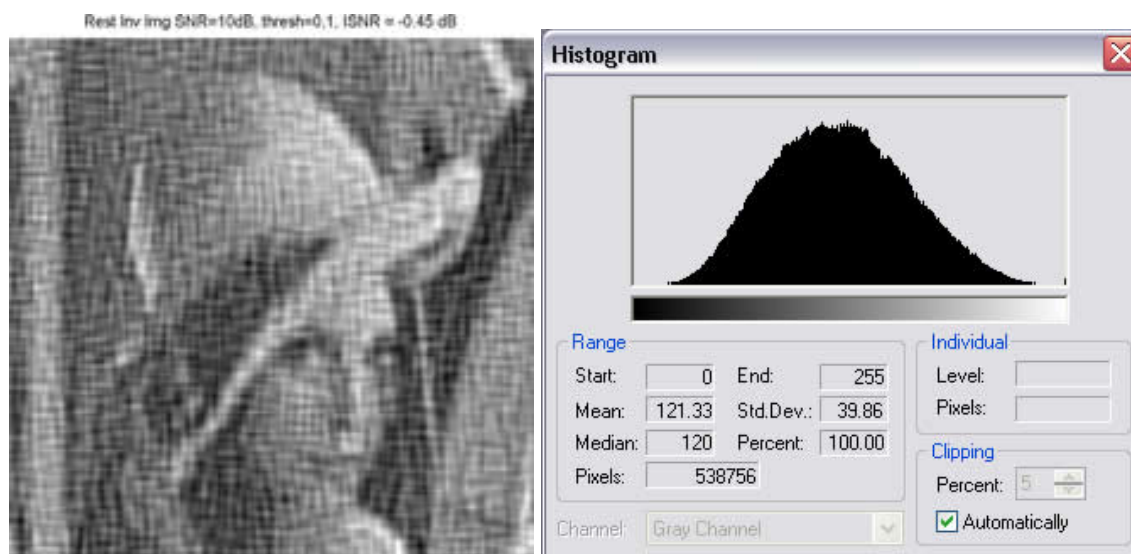 Rest Inv Img SNR=10dB, thresh=0,1, ISNR = -0.45 dB
Histogram
Range
Start: 0 End: 255
Mean: 121.33 Std.Dev.: 39.86
Median: 120 Percent: 100.00
Pixels: 538756
Channel: Gray Channel
Individual
Level:
Pixels:
Clipping
Percent: 5
Automatically